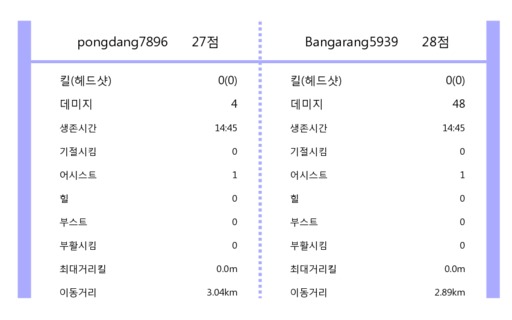 pongdang7896 27점 Bangarang5939 28점
킬(헤드샷) 0(0) 킬(헤드샷) 0(0)
데미지 4 데미지 48
생존시간 14:45 생존시간 14:45
기절시킴 0 기절시킴 0
어시스트 1 어시스트 1
힐 0 힐 0
부스트 0 부스트 0
부활시킴 0 부활시킴 0
최대거리킬 0.0m 최대거리킬 0.0m
이동거리 3.04km 이동거리 2.89km